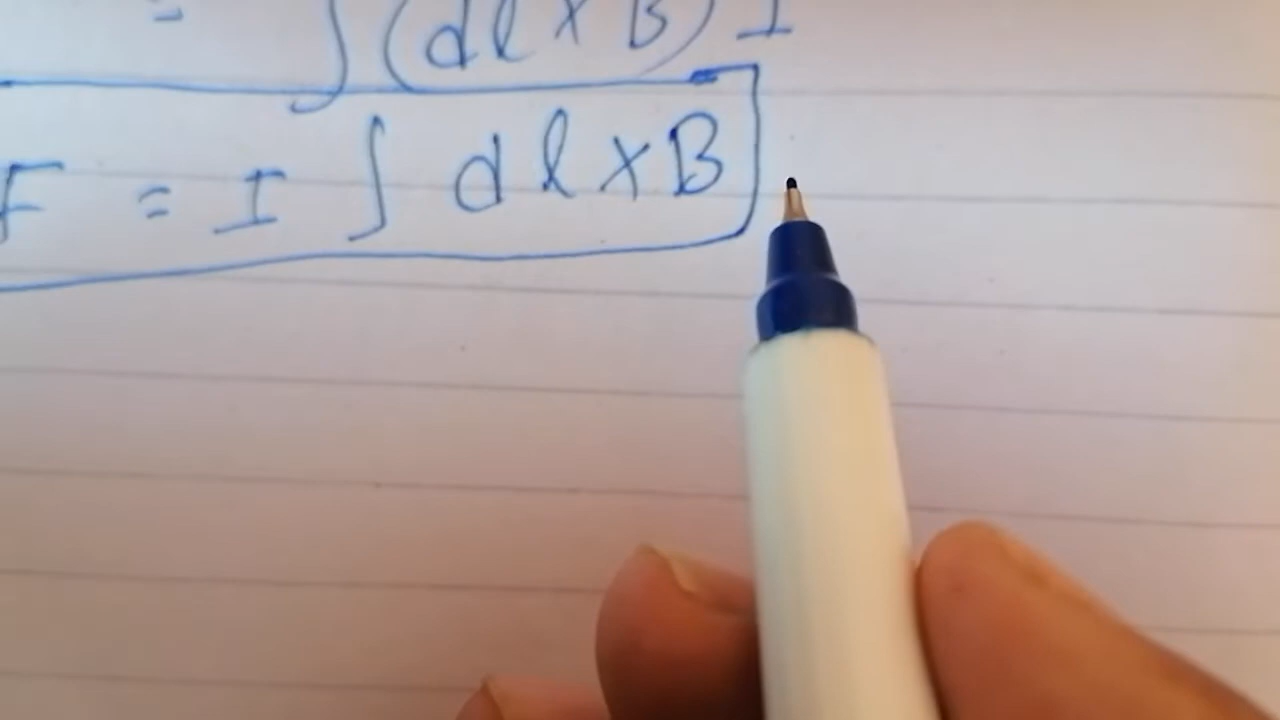 = ∫(dl×B) I
F = I ∫ dl×B